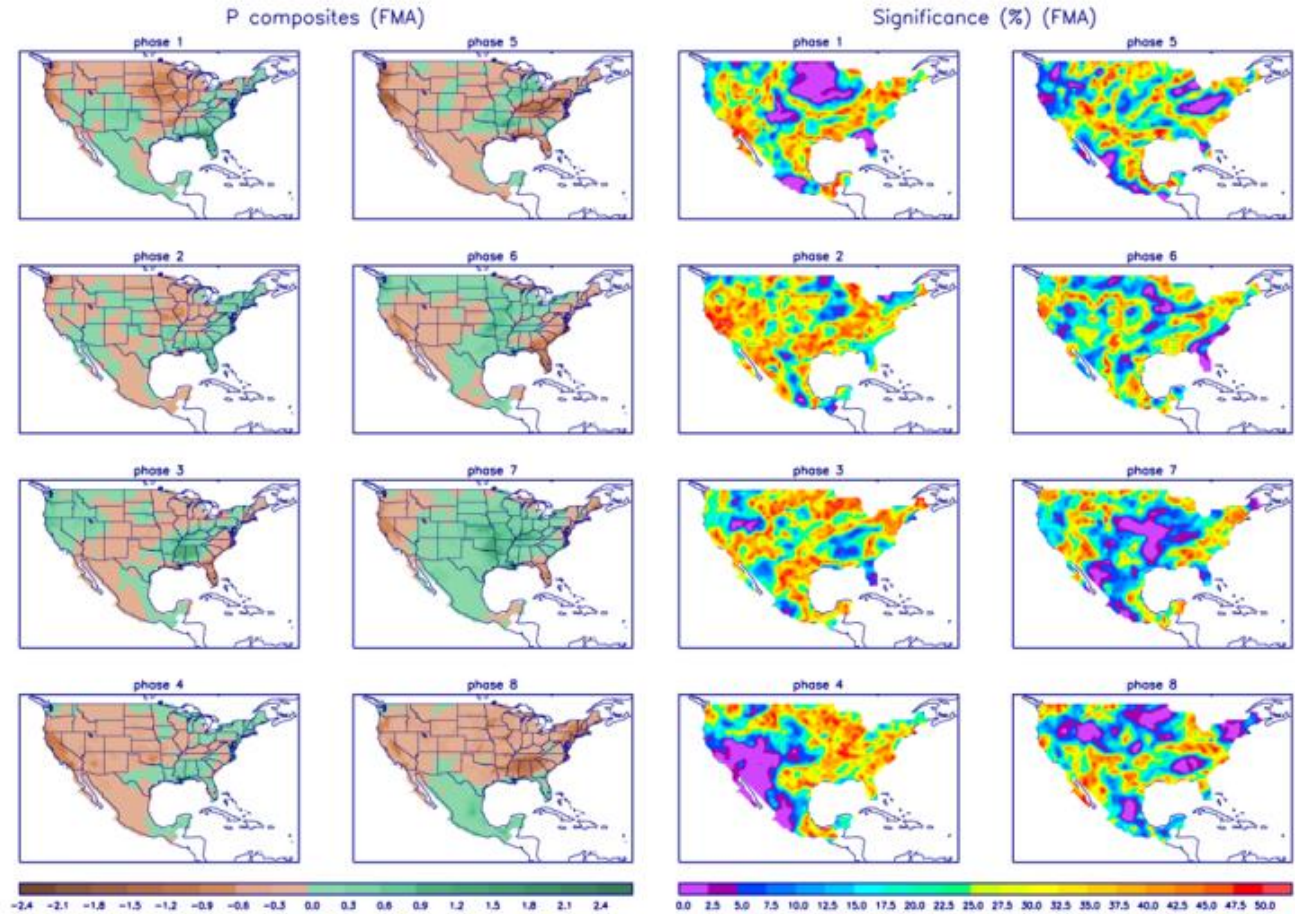 P composites (FMA) Significance (%) (FMA)
phase 1 phase 5 phase 1 phase 5
phase 2 phase 6 phase 2 phase 6
phase 3 phase 7 phase 3 phase 7
phase 4 phase 8 phase 4 phase 8
-2.4 -2.1 -1.8 -1.5 -1.2 -0.9 -0.6 -0.3 0.0 0.3 0.6 0.9 1.2 1.5 1.8 2.1 2.4 0.0 2.5 5.0 7.5 10.0 12.5 15.0 17.5 20.0 22.5 25.0 27.5 30.0 32.5 35.0 37.5 40.0 42.5 45.0 47.5 50.0